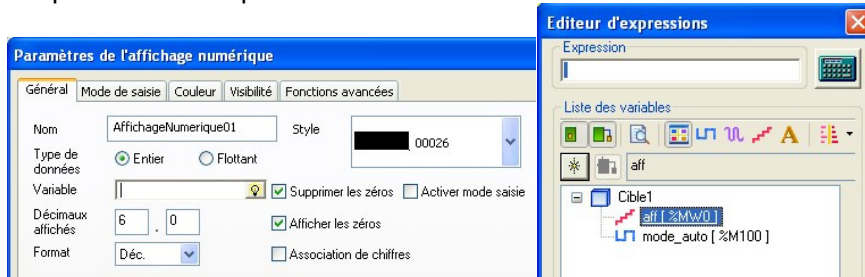 Paramètres de l'affichage numérique
Général Mode de saisie Couleur Visibilité Fonctions avancées
Nom AffichageNumerique01 Style 00026
Type de données Entier Flottant
Variable Supprimer les zéros Activer mode saisie
Décimaux affichés 6 . 0 Afficher les zéros
Format Déc. Association de chiffres
Editeur d'expressions
Expression
Liste des variables
A
aff
Cible1
aff [ %MW0 ]
mode_auto [ %M100 ]